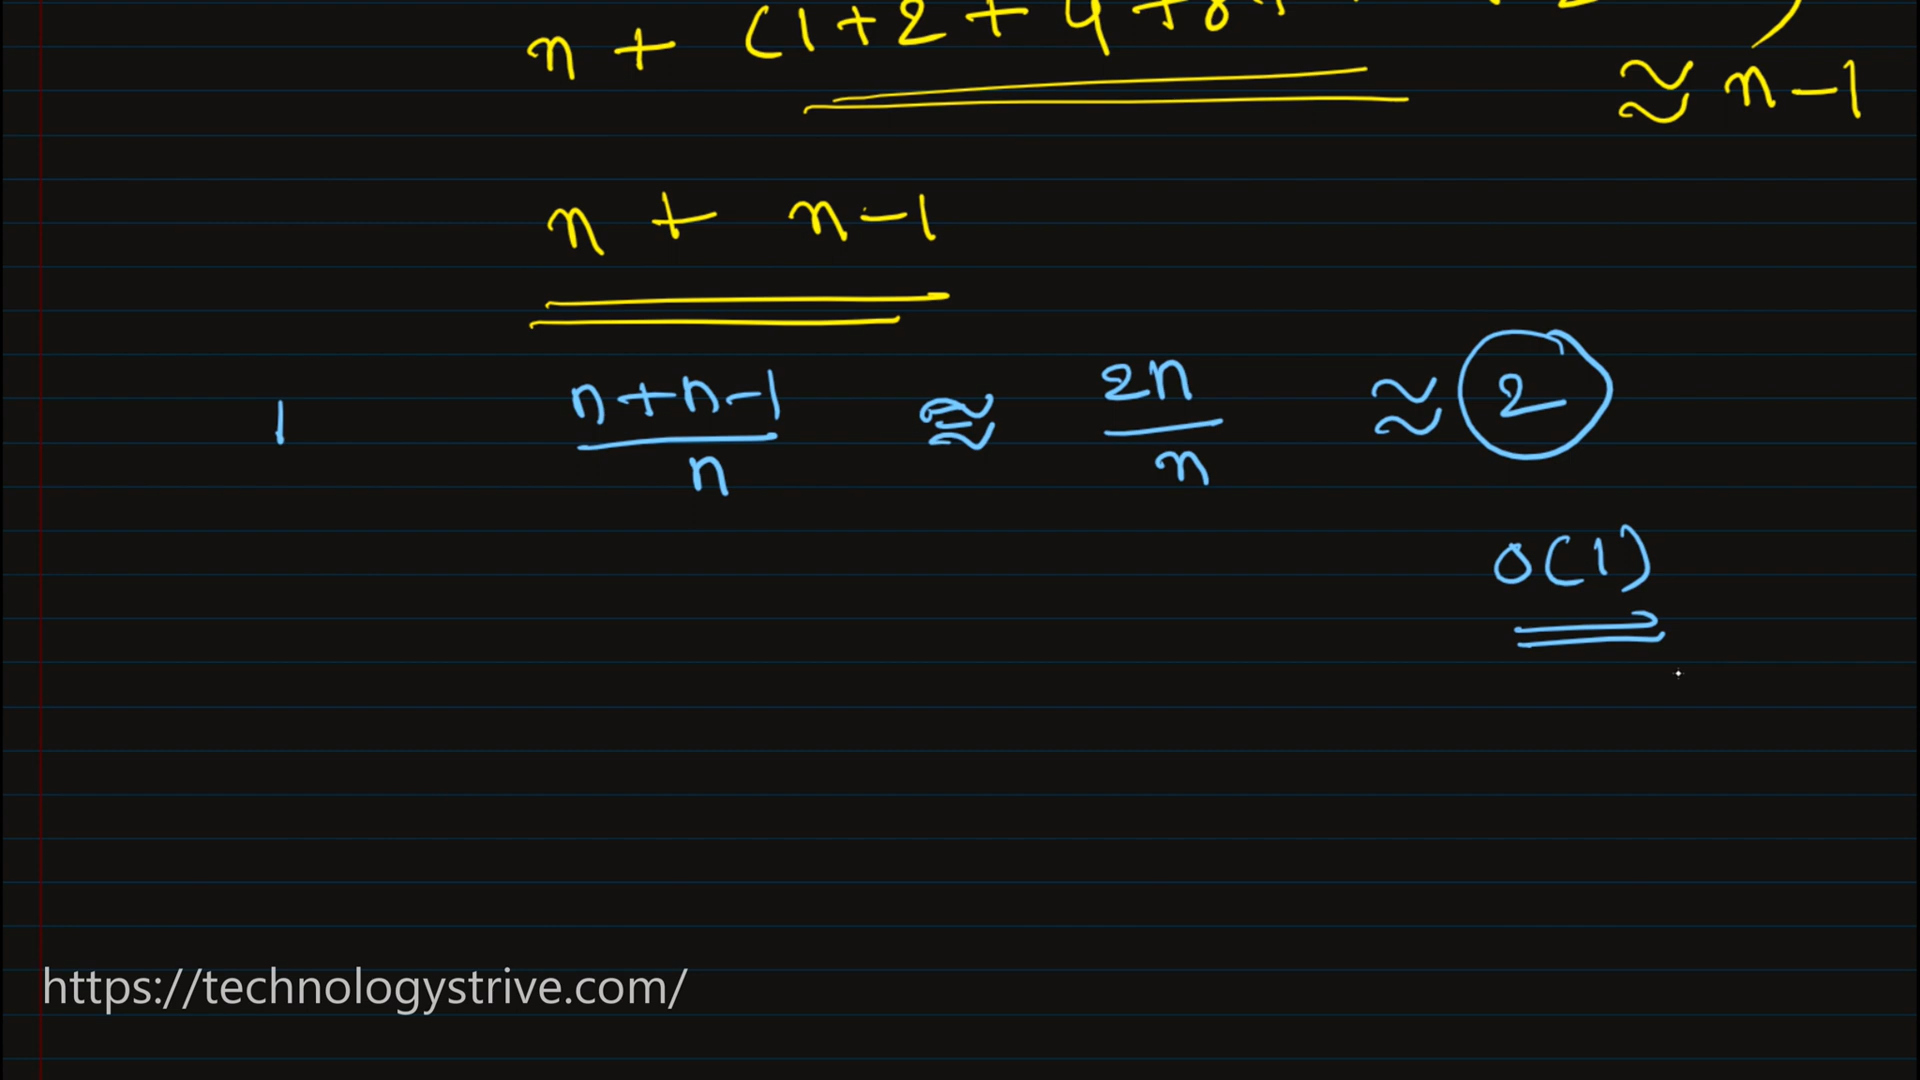 n + (1+2+4+8+
≈ n-1
n + n-1
1 n+n-1 ≅ 2n ≈ 2
n n
O(1)
https://technologystrive.com/